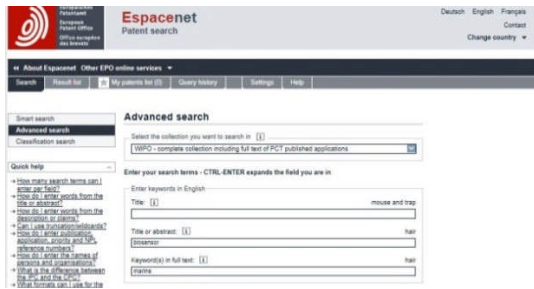 Europäisches
Patentamt
European
Patent Office
Office européen
des brevets
Espacenet
Patent search
Deutsch English Français
Contact
Change country
About Espacenet Other EPO online services
Search Result list My patents list (0) Query history Settings Help
Smart search
Advanced search
Classification search
Quick help
How many search terms can I
enter per field?
How do I enter words from the
title or abstract?
How do I enter words from the
description or claims?
Can I use truncation/wildcards?
How do I enter publication,
application, priority and NPL
reference numbers?
How do I enter the names of
persons and organisations?
What is the difference between
the IPC and the CPC?
What formats can I use for the
Advanced search
Select the collection you want to search in
WIPO - complete collection including full text of PCT published applications
Enter your search terms - CTRL-ENTER expands the field you are in
Enter keywords in English
Title: mouse and trap
Title or abstract: hair
biosensor
Keyword(s) in full text: hair
marine